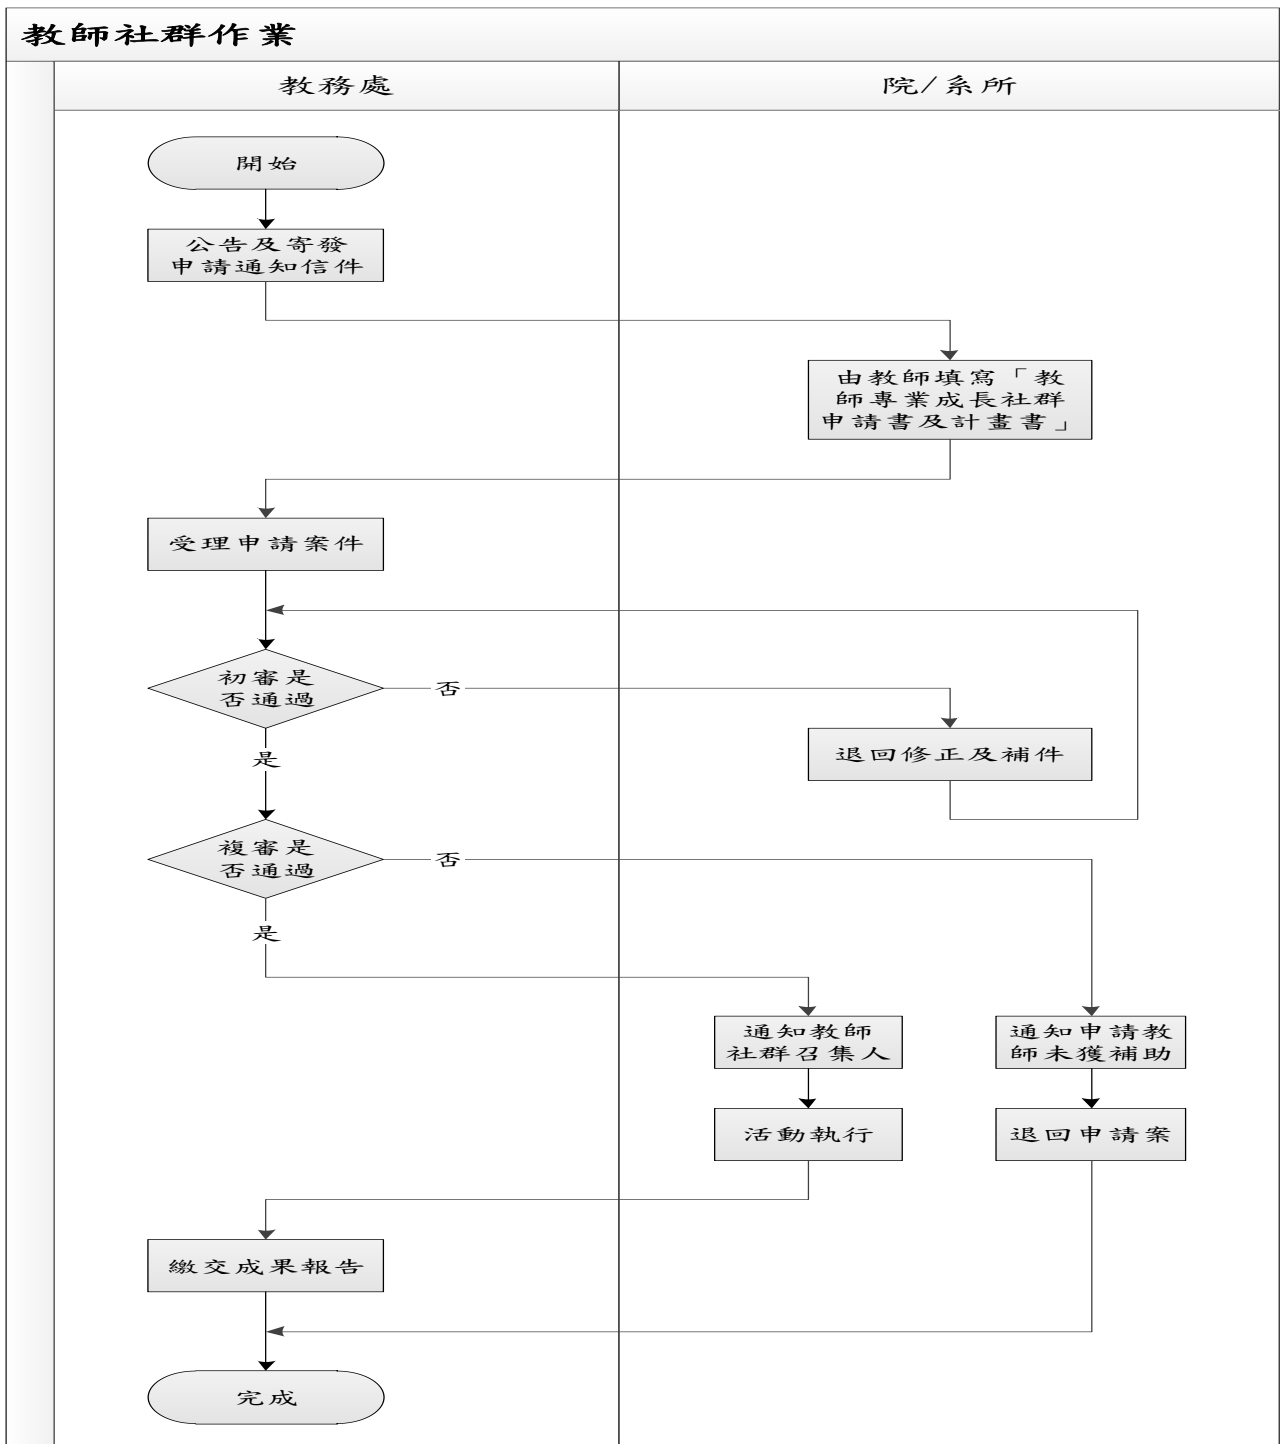 教師社群作業
教務處
院/系所
開始
公告及寄發
申請通知信件
由教師填寫「教
師專業成長社群
申請書及計畫書」
受理申請案件
初審是
否通過
否
退回修正及補件
是
複審是
否通過
否
是
通知教師
社群召集人
通知申請教
師未獲補助
活動執行
退回申請案
繳交成果報告
完成